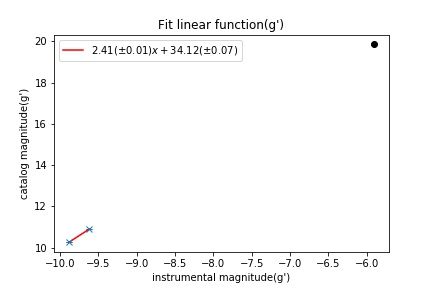 Fit linear function(g')
2.41(±0.01)x + 34.12(±0.07)
catalog magnitude(g')
20
18
16
14
12
10
−10.0 −9.5 −9.0 −8.5 −8.0 −7.5 −7.0 −6.5 −6.0
instrumental magnitude(g')